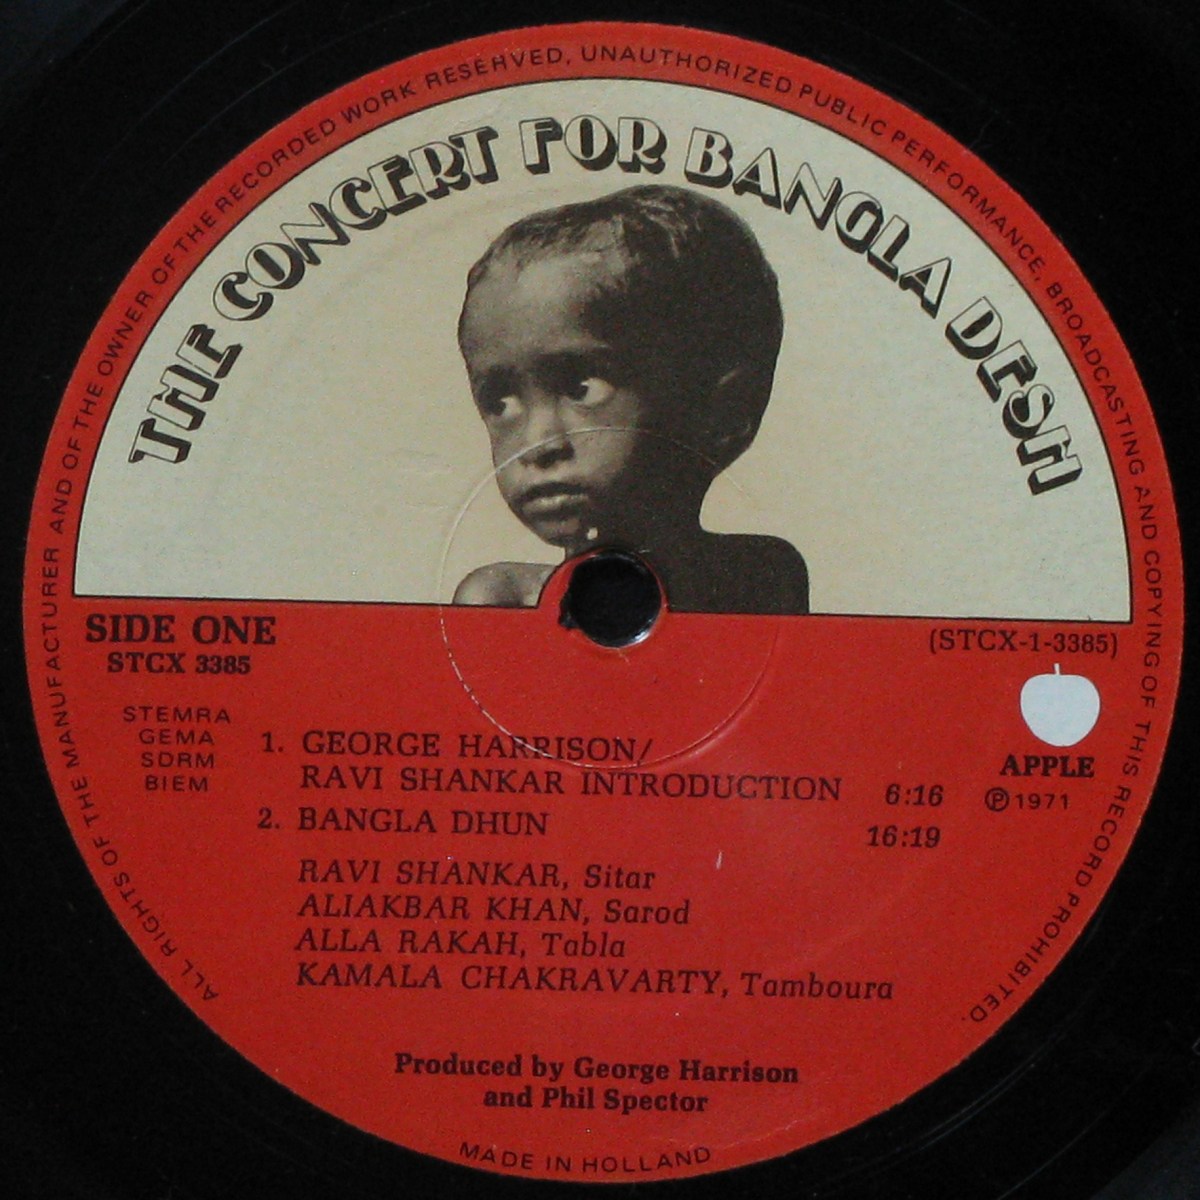 ALL RIGHTS OF THE MANUFACTURER AND OF THE OWNER OF THE RECORDED WORK RESERVED, UNAUTHORIZED PUBLIC PERFORMANCE, BROADCASTING AND COPYING OF THIS RECORD PROHIBITED.
THE CONCERT FOR BANGLA DESH
SIDE ONE
STCX 3385
(STCX-1-3385)
STEMRA
GEMA
SDRM
BIEM
APPLE
℗ 1971
1. GEORGE HARRISON/
RAVI SHANKAR INTRODUCTION 6:16
2. BANGLA DHUN 16:19
RAVI SHANKAR, Sitar
ALIAKBAR KHAN, Sarod
ALLA RAKAH, Tabla
KAMALA CHAKRAVARTY, Tamboura
Produced by George Harrison
and Phil Spector
MADE IN HOLLAND